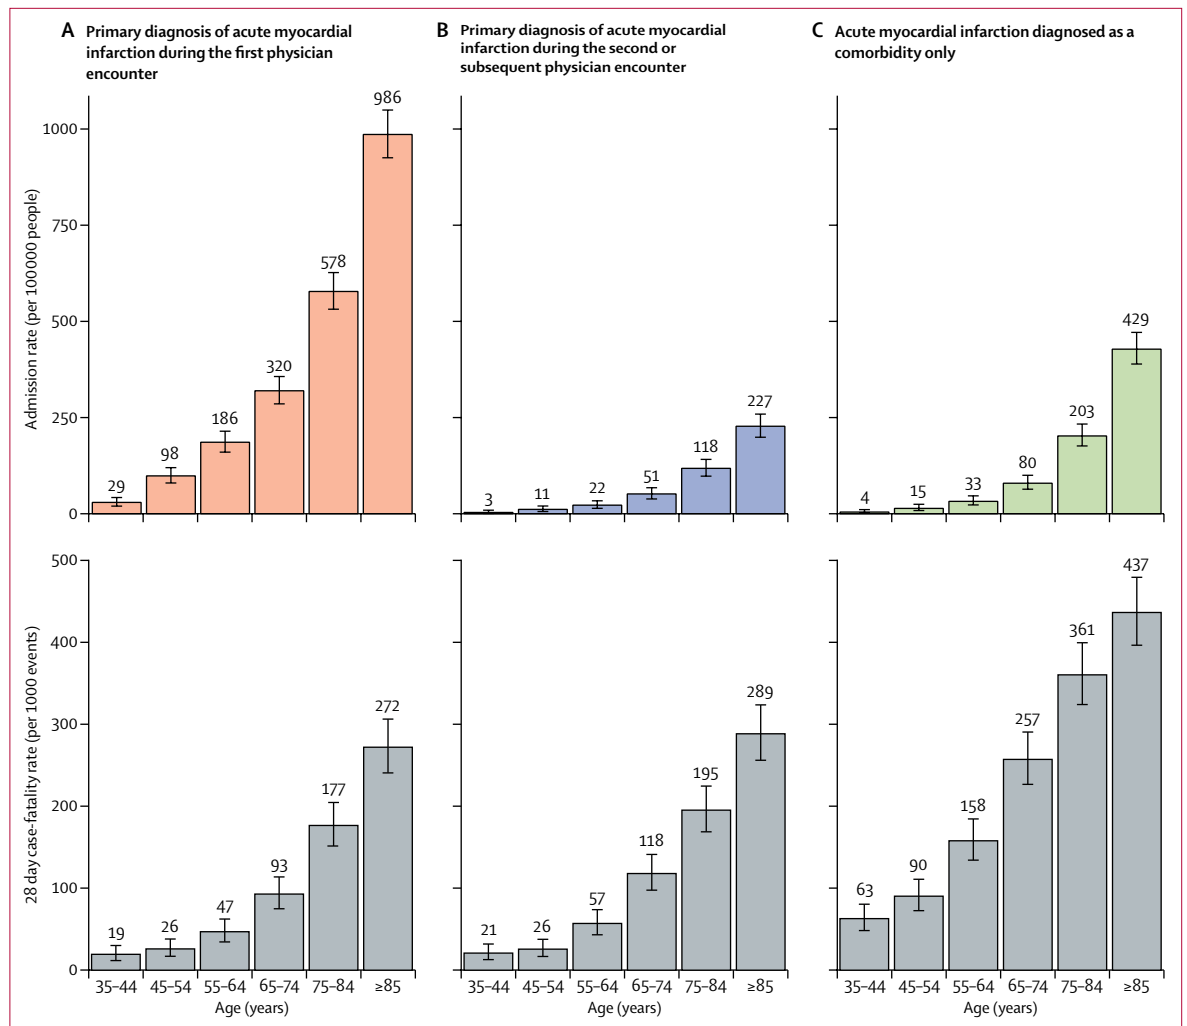 A Primary diagnosis of acute myocardial
infarction during the first physician
encounter
B Primary diagnosis of acute myocardial
infarction during the second or
subsequent physician encounter
C Acute myocardial infarction diagnosed as a
comorbidity only
Admission rate (per 100 000 people)
1000
750
500
250
0
29
98
186
320
578
986
3
11
22
51
118
227
4
15
33
80
203
429
28 day case-fatality rate (per 1000 events)
500
400
300
200
100
0
19
26
47
93
177
272
21
26
57
118
195
289
63
90
158
257
361
437
35–44 45–54 55–64 65–74 75–84 ≥85
Age (years)
35–44 45–54 55–64 65–74 75–84 ≥85
Age (years)
35–44 45–54 55–64 65–74 75–84 ≥85
Age (years)